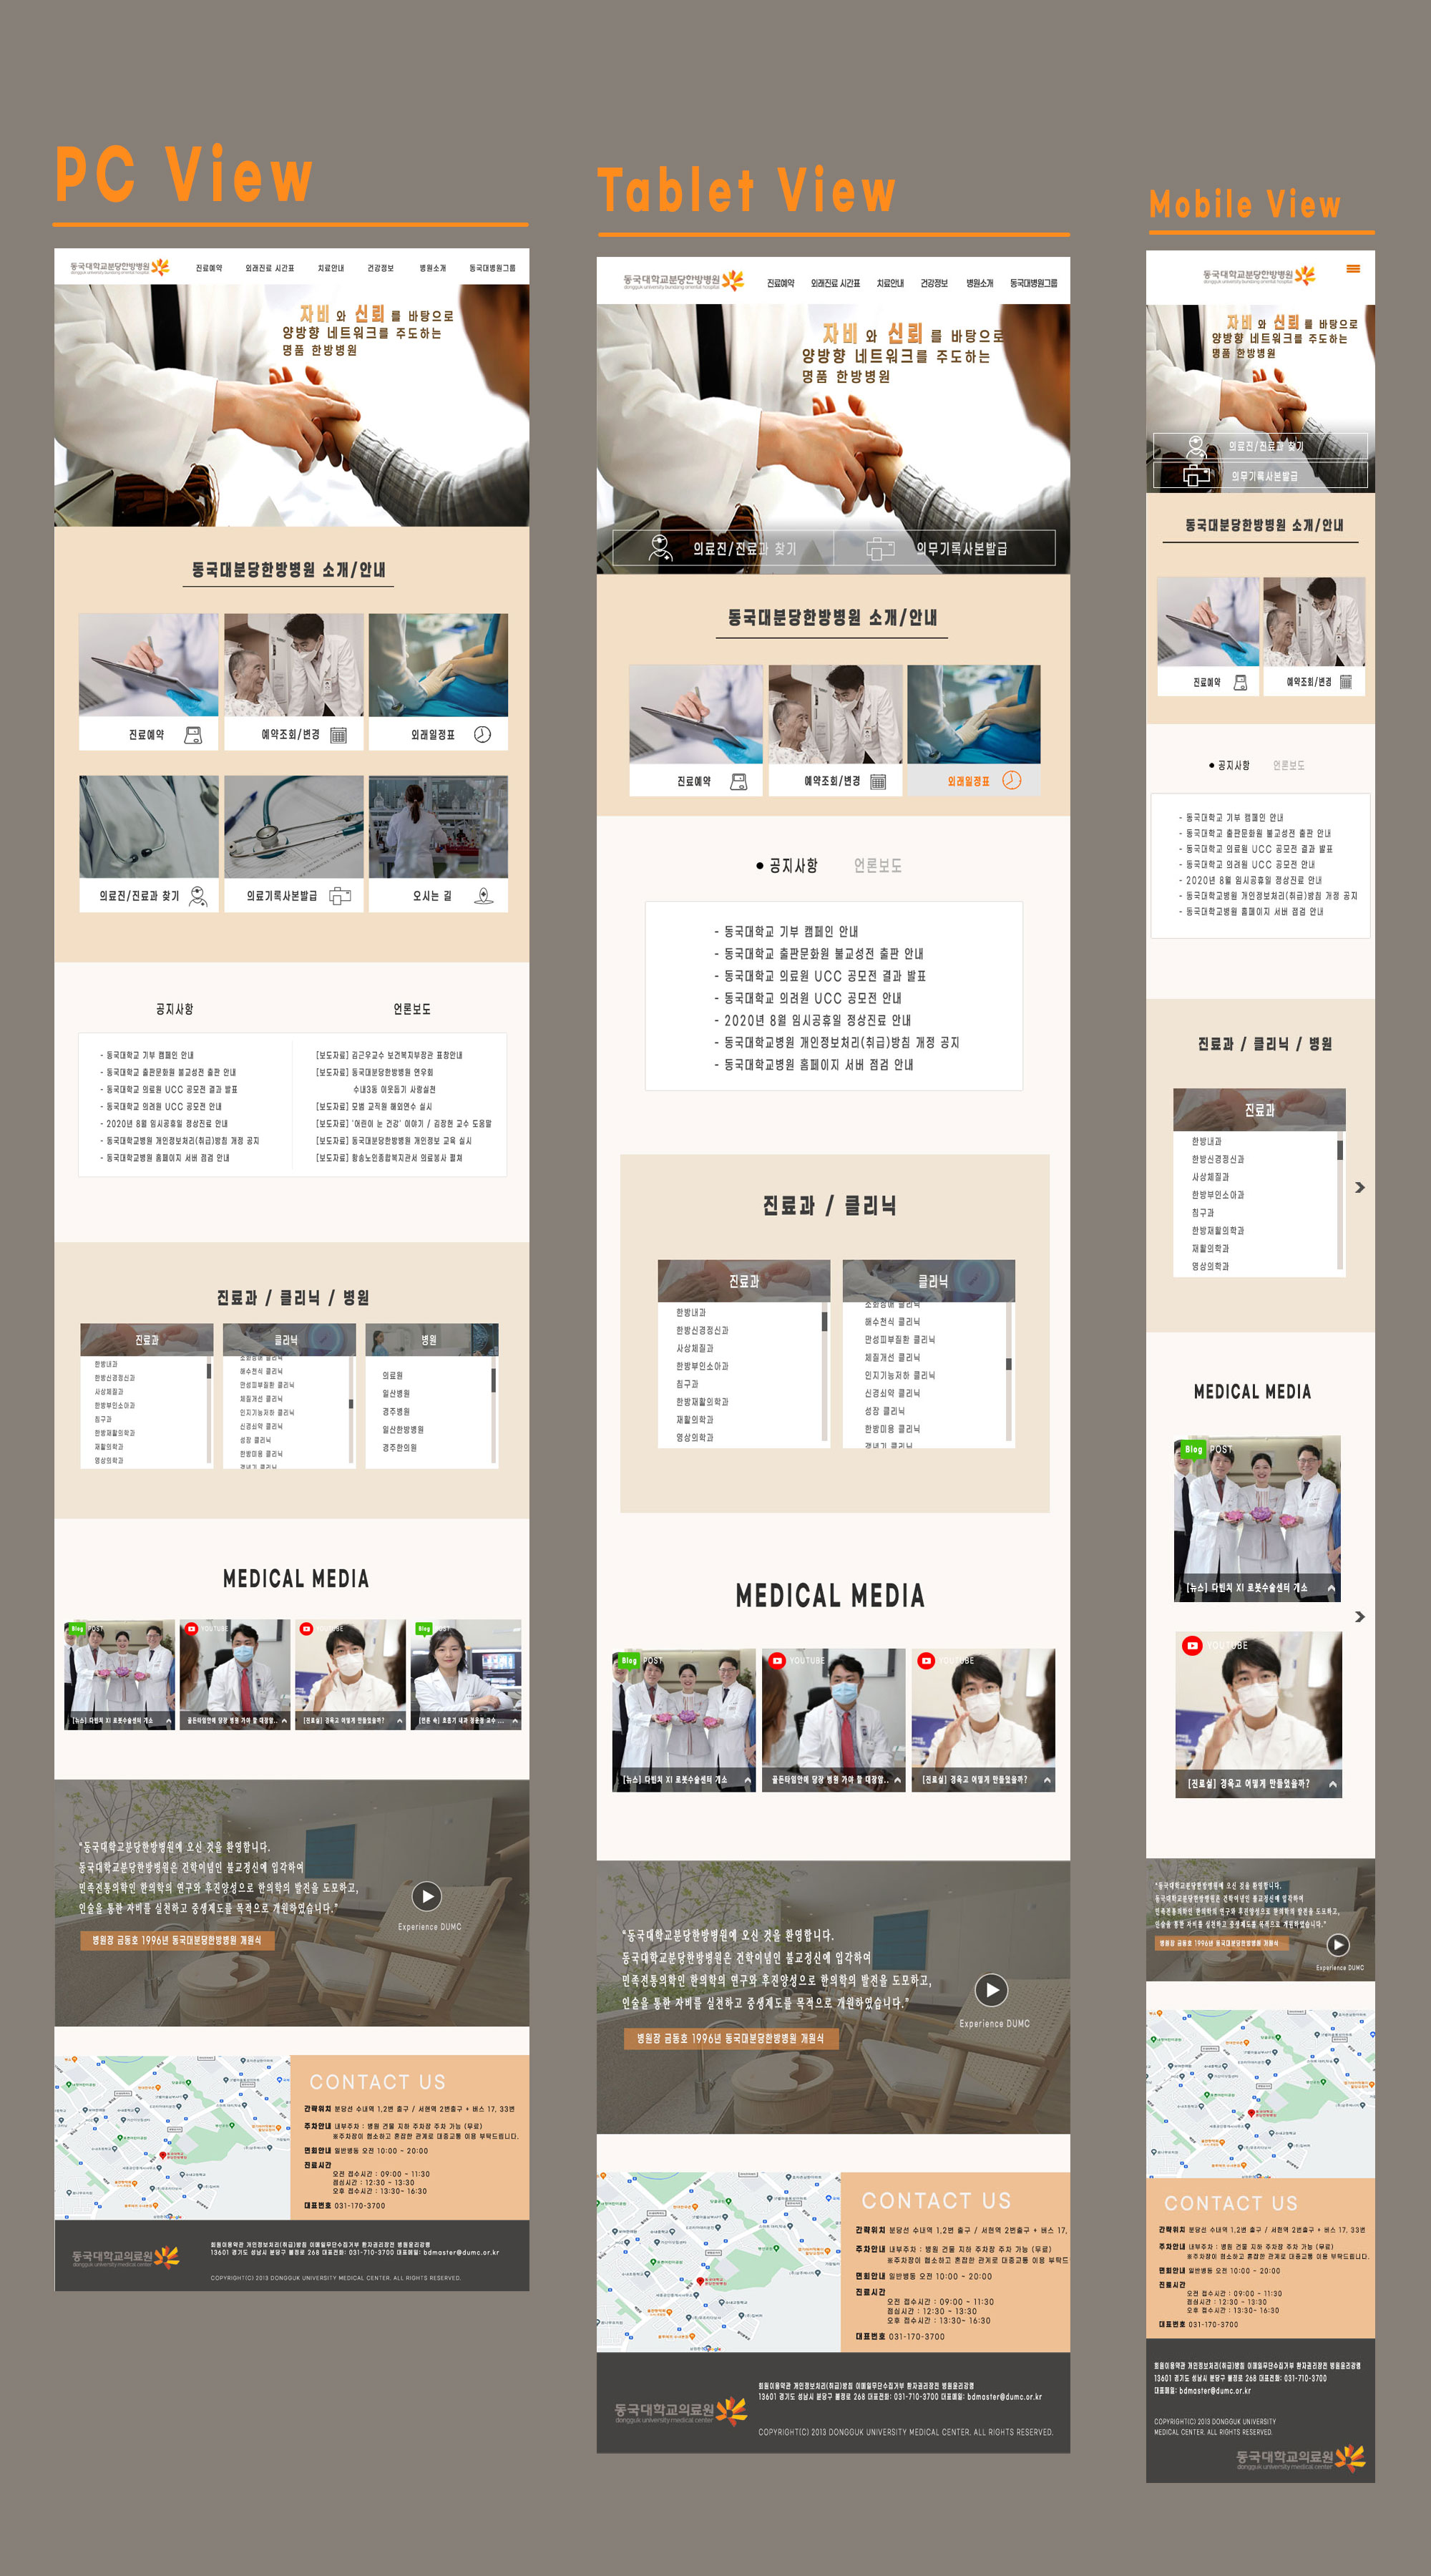 PC View
동국대학교분당한방병원
dongguk university bundang oriental hospital
진료예약 외래진료 시간표 치료안내 건강정보 병원소개 동국대병원그룹
자비 와 신뢰 를 바탕으로
양방향 네트워크를 주도하는
명품 한방병원
동국대분당한방병원 소개/안내
진료예약 예약조회/변경 외래일정표
의료진/진료과 찾기 의료기록사본발급 오시는 길
공지사항 언론보도
- 동국대학교 기부 캠페인 안내
- 동국대학교 출판문화원 불교성전 출판 안내
- 동국대학교 의료원 UCC 공모전 결과 발표
- 동국대학교 의려원 UCC 공모전 안내
- 2020년 8월 임시공휴일 정상진료 안내
- 동국대학교병원 개인정보처리(취급)방침 개정 공지
- 동국대학교병원 홈페이지 서버 점검 안내
[보도자료] 김근우교수 보건복지부장관 표창안내
[보도자료] 동국대분당한방병원 연우회
수내3동 이웃돕기 사랑실천
[보도자료] 모범 교직원 해외연수 실시
[보도자료] '어린이 눈 건강' 이야기 / 김장현 교수 도움말
[보도자료] 동국대분당한방병원 개인정보 교육 실시
[보도자료] 황송노인종합복지관서 의료봉사 펼쳐
진료과 / 클리닉 / 병원
진료과
한방내과
한방신경정신과
사상체질과
한방부인소아과
침구과
한방재활의학과
재활의학과
영상의학과
클리닉
소화장애 클리닉
해수천식 클리닉
만성피부질환 클리닉
체질개선 클리닉
인지기능저하 클리닉
신경쇠약 클리닉
성장 클리닉
한방미용 클리닉
갱년기 클리닉
병원
의료원
일산병원
경주병원
일산한방병원
경주한의원
MEDICAL MEDIA
Blog POST
[뉴스] 다빈치 XI 로봇수술센터 개소
YOUTUBE
골든타임안에 당장 병원 가야 할 대장암..
YOUTUBE
[진료실] 경옥고 어떻게 만들었을까?
Blog POST
[언론 속] 호흡기 내과 정윤정 교수 ...
"동국대학교분당한방병원에 오신 것을 환영합니다.
동국대학교분당한방병원은 건학이념인 불교정신에 입각하여
민족전통의학인 한의학의 연구와 후진양성으로 한의학의 발전을 도모하고,
인술을 통한 자비를 실천하고 중생제도를 목적으로 개원하였습니다."
병원장 금동호 1996년 동국대분당한방병원 개원식
Experience DUMC
CONTACT US
간략위치 분당선 수내역 1,2번 출구 / 서현역 2번출구 + 버스 17, 33번
주차안내 내부주차 : 병원 건물 지하 주차장 주차 가능 (무료)
※주차장이 협소하고 혼잡한 관계로 대중교통 이용 부탁드립니다.
면회안내 일반병동 오전 10:00 ~ 20:00
진료시간
오전 접수시간 : 09:00 ~ 11:30
점심시간 : 12:30 ~ 13:30
오후 접수시간 : 13:30~ 16:30
대표번호 031-170-3700
동국대학교의료원
dongguk university medical center
회원이용약관 개인정보처리(취급)방침 이메일무단수집거부 환자권리장전 병원윤리강령
13601 경기도 성남시 분당구 불정로 268 대표전화: 031-710-3700 대표메일: bdmaster@dumc.or.kr
COPYRIGHT(C) 2013 DONGGUK UNIVERSITY MEDICAL CENTER. ALL RIGHTS RESERVED.
Tablet View
동국대학교분당한방병원
dongguk university bundang oriental hospital
진료예약 외래진료 시간표 치료안내 건강정보 병원소개 동국대병원그룹
자비 와 신뢰 를 바탕으로
양방향 네트워크를 주도하는
명품 한방병원
의료진/진료과 찾기 의무기록사본발급
동국대분당한방병원 소개/안내
진료예약 예약조회/변경 외래일정표
● 공지사항 언론보도
- 동국대학교 기부 캠페인 안내
- 동국대학교 출판문화원 불교성전 출판 안내
- 동국대학교 의료원 UCC 공모전 결과 발표
- 동국대학교 의려원 UCC 공모전 안내
- 2020년 8월 임시공휴일 정상진료 안내
- 동국대학교병원 개인정보처리(취급)방침 개정 공지
- 동국대학교병원 홈페이지 서버 점검 안내
진료과 / 클리닉
진료과
한방내과
한방신경정신과
사상체질과
한방부인소아과
침구과
한방재활의학과
재활의학과
영상의학과
클리닉
소화장애 클리닉
해수천식 클리닉
만성피부질환 클리닉
체질개선 클리닉
인지기능저하 클리닉
신경쇠약 클리닉
성장 클리닉
한방미용 클리닉
갱년기 클리닉
MEDICAL MEDIA
Blog POST
[뉴스] 다빈치 XI 로봇수술센터 개소
YOUTUBE
골든타임안에 당장 병원 가야 할 대장암..
YOUTUBE
[진료실] 경옥고 어떻게 만들었을까?
"동국대학교분당한방병원에 오신 것을 환영합니다.
동국대학교분당한방병원은 건학이념인 불교정신에 입각하여
민족전통의학인 한의학의 연구와 후진양성으로 한의학의 발전을 도모하고,
인술을 통한 자비를 실천하고 중생제도를 목적으로 개원하였습니다."
병원장 금동호 1996년 동국대분당한방병원 개원식
Experience DUMC
CONTACT US
간략위치 분당선 수내역 1,2번 출구 / 서현역 2번출구 + 버스 17,
주차안내 내부주차 : 병원 건물 지하 주차장 주차 가능 (무료)
※주차장이 협소하고 혼잡한 관계로 대중교통 이용 부탁드
면회안내 일반병동 오전 10:00 ~ 20:00
진료시간
오전 접수시간 : 09:00 ~ 11:30
점심시간 : 12:30 ~ 13:30
오후 접수시간 : 13:30~ 16:30
대표번호 031-170-3700
동국대학교의료원
dongguk university medical center
회원이용약관 개인정보처리(취급)방침 이메일무단수집거부 환자권리장전 병원윤리강령
13601 경기도 성남시 분당구 불정로 268 대표전화: 031-710-3700 대표메일: bdmaster@dumc.or.kr
COPYRIGHT(C) 2013 DONGGUK UNIVERSITY MEDICAL CENTER. ALL RIGHTS RESERVED.
Mobile View
동국대학교분당한방병원
dongguk university bundang oriental hospital
자비 와 신뢰 를 바탕으로
양방향 네트워크를 주도하는
명품 한방병원
의료진/진료과 찾기
의무기록사본발급
동국대분당한방병원 소개/안내
진료예약 예약조회/변경
● 공지사항 언론보도
- 동국대학교 기부 캠페인 안내
- 동국대학교 출판문화원 불교성전 출판 안내
- 동국대학교 의료원 UCC 공모전 결과 발표
- 동국대학교 의려원 UCC 공모전 안내
- 2020년 8월 임시공휴일 정상진료 안내
- 동국대학교병원 개인정보처리(취급)방침 개정 공지
- 동국대학교병원 홈페이지 서버 점검 안내
진료과 / 클리닉 / 병원
진료과
한방내과
한방신경정신과
사상체질과
한방부인소아과
침구과
한방재활의학과
재활의학과
영상의학과
MEDICAL MEDIA
Blog POST
[뉴스] 다빈치 XI 로봇수술센터 개소
YOUTUBE
[진료실] 경옥고 어떻게 만들었을까?
"동국대학교분당한방병원에 오신 것을 환영합니다.
동국대학교분당한방병원은 건학이념인 불교정신에 입각하여
민족전통의학인 한의학의 연구와 후진양성으로 한의학의 발전을 도모하고,
인술을 통한 자비를 실천하고 중생제도를 목적으로 개원하였습니다."
병원장 금동호 1996년 동국대분당한방병원 개원식
Experience DUMC
CONTACT US
간략위치 분당선 수내역 1,2번 출구 / 서현역 2번출구 + 버스 17, 33번
주차안내 내부주차 : 병원 건물 지하 주차장 주차 가능 (무료)
※주차장이 협소하고 혼잡한 관계로 대중교통 이용 부탁드립니다.
면회안내 일반병동 오전 10:00 ~ 20:00
진료시간
오전 접수시간 : 09:00 ~ 11:30
점심시간 : 12:30 ~ 13:30
오후 접수시간 : 13:30~ 16:30
대표번호 031-170-3700
회원이용약관 개인정보처리(취급)방침 이메일무단수집거부 환자권리장전 병원윤리강령
13601 경기도 성남시 분당구 불정로 268 대표전화: 031-710-3700
대표메일: bdmaster@dumc.or.kr
COPYRIGHT(C) 2013 DONGGUK UNIVERSITY
MEDICAL CENTER. ALL RIGHTS RESERVED.
동국대학교의료원
dongguk university medical center